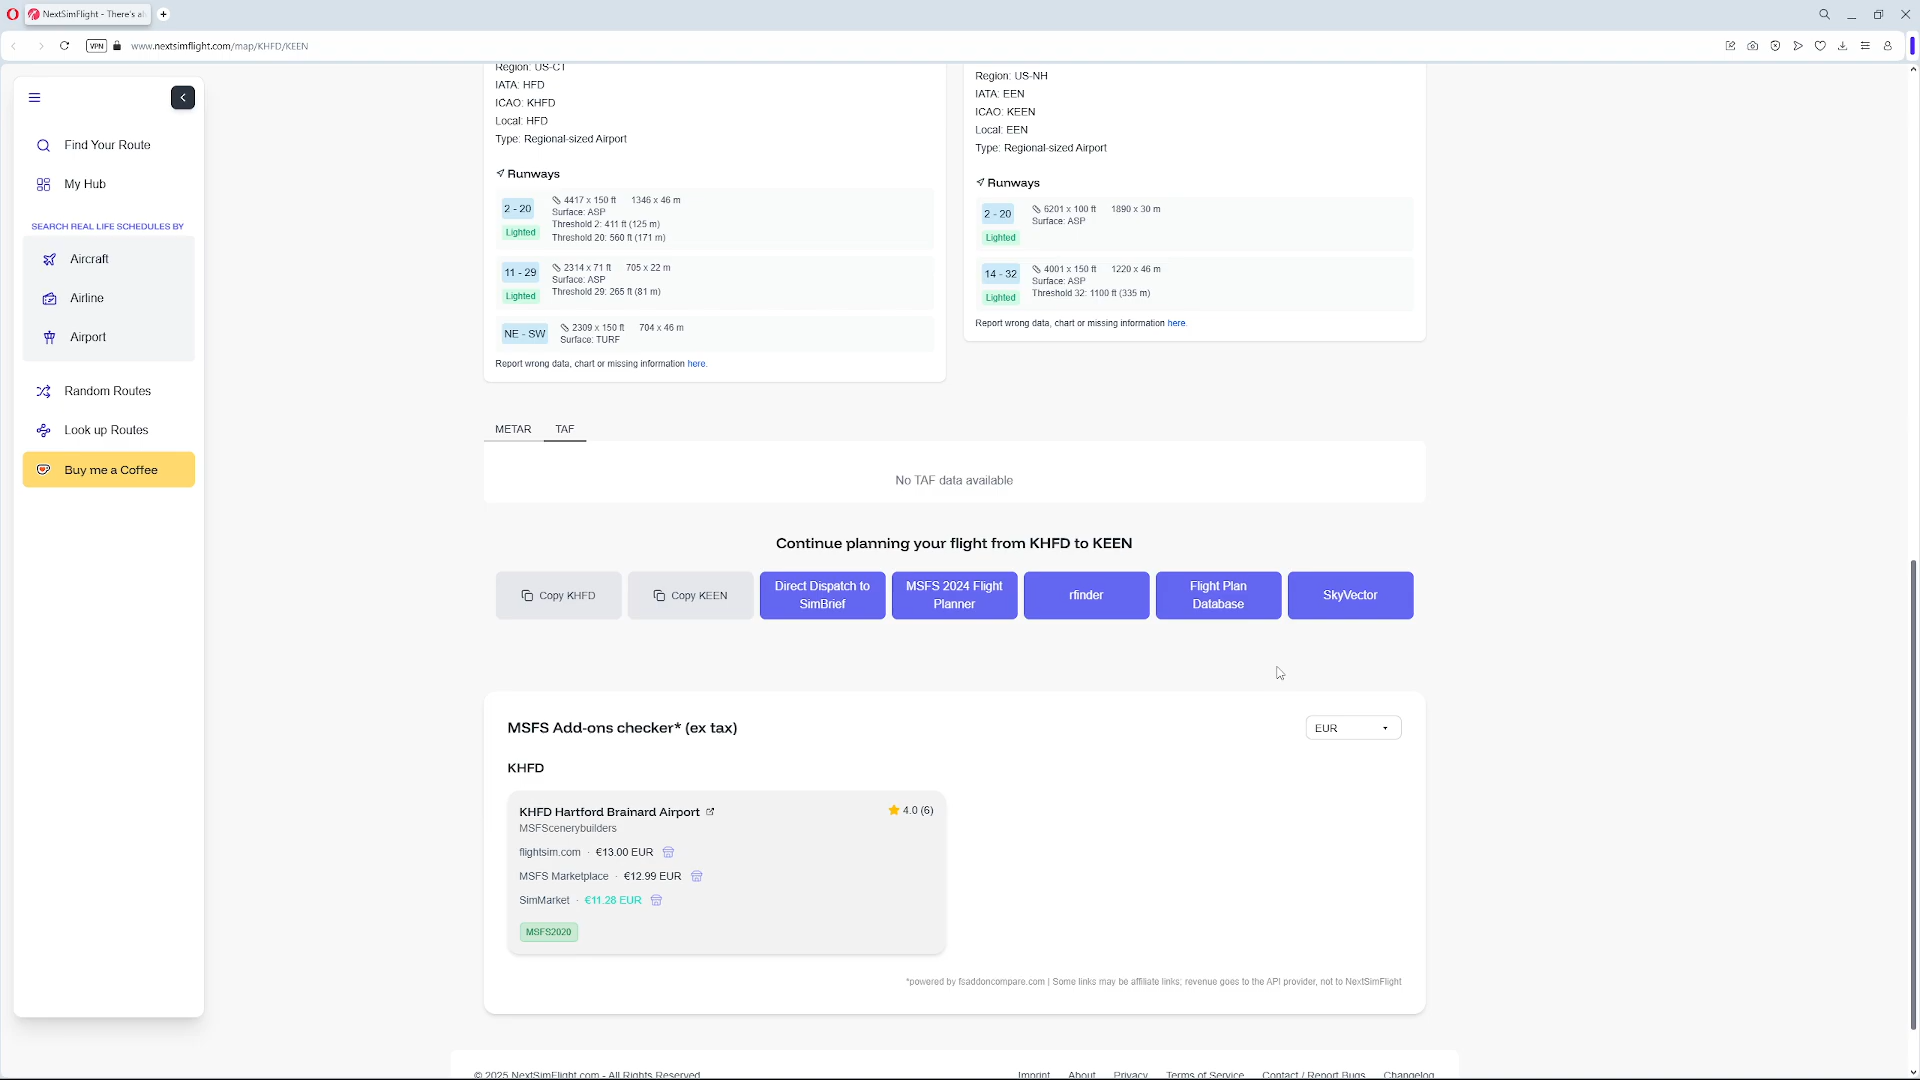 NextSimFlight - There's al
VPN
www.nextsimflight.com/map/KHFD/KEEN
Find Your Route
My Hub
SEARCH REAL LIFE SCHEDULES BY
Aircraft
Airline
Airport
Random Routes
Look up Routes
Buy me a Coffee
Region: US-CT
IATA: HFD
ICAO: KHFD
Local: HFD
Type: Regional-sized Airport
Runways
2 - 20
Lighted
4417 x 150 ft 1346 x 46 m
Surface: ASP
Threshold 2: 411 ft (125 m)
Threshold 20: 560 ft (171 m)
11 - 29
Lighted
2314 x 71 ft 705 x 22 m
Surface: ASP
Threshold 29: 265 ft (81 m)
NE - SW
2309 x 150 ft 704 x 46 m
Surface: TURF
Report wrong data, chart or missing information here.
Region: US-NH
IATA: EEN
ICAO: KEEN
Local: EEN
Type: Regional-sized Airport
Runways
2 - 20
Lighted
6201 x 100 ft 1890 x 30 m
Surface: ASP
14 - 32
Lighted
4001 x 150 ft 1220 x 46 m
Surface: ASP
Threshold 32: 1100 ft (335 m)
Report wrong data, chart or missing information here.
METAR TAF
No TAF data available
Continue planning your flight from KHFD to KEEN
Copy KHFD
Copy KEEN
Direct Dispatch to
SimBrief
MSFS 2024 Flight
Planner
rfinder
Flight Plan
Database
SkyVector
MSFS Add-ons checker* (ex tax)
EUR
KHFD
KHFD Hartford Brainard Airport
4.0 (6)
MSFScenerybuilders
flightsim.com · €13.00 EUR
MSFS Marketplace · €12.99 EUR
SimMarket · €11.28 EUR
MSFS2020
*powered by fsaddoncompare.com | Some links may be affiliate links; revenue goes to the API provider, not to NextSimFlight
© 2025 NextSimFlight.com - All Rights Reserved
Imprint About Privacy Terms of Service Contact / Report Bugs Changelog